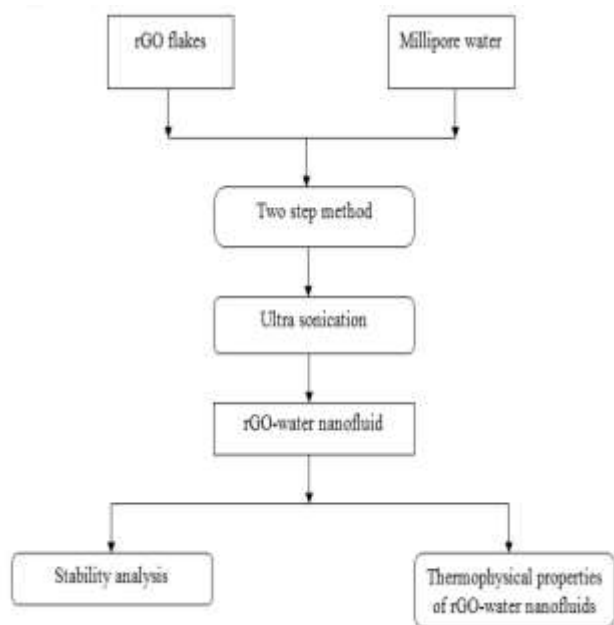 rGO flakes
Millipore water
Two step method
Ultra sonication
rGO-water nanofluid
Stability analysis
Thermophysical properties
of rGO-water nanofluids